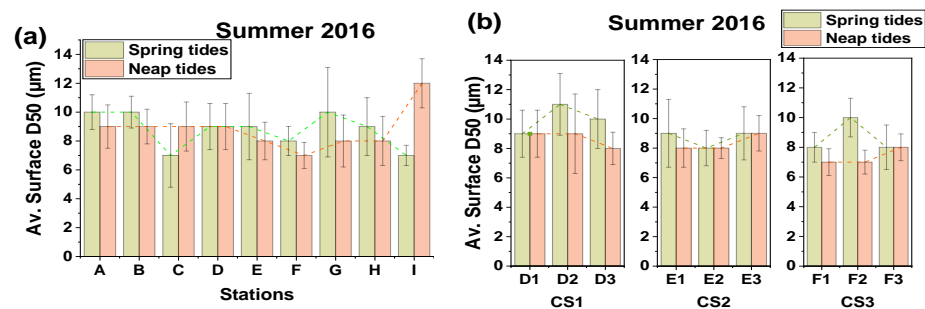 (a)
Summer 2016
Spring tides
Neap tides
Av. Surface D50 (µm)
14
12
10
8
6
4
2
0
A B C D E F G H I
Stations
(b)
Summer 2016
Spring tides
Neap tides
Av. Surface D50 (µm)
14
12
10
8
6
4
2
0
D1 D2 D3
CS1
14
12
10
8
6
4
2
0
E1 E2 E3
CS2
14
12
10
8
6
4
2
0
F1 F2 F3
CS3